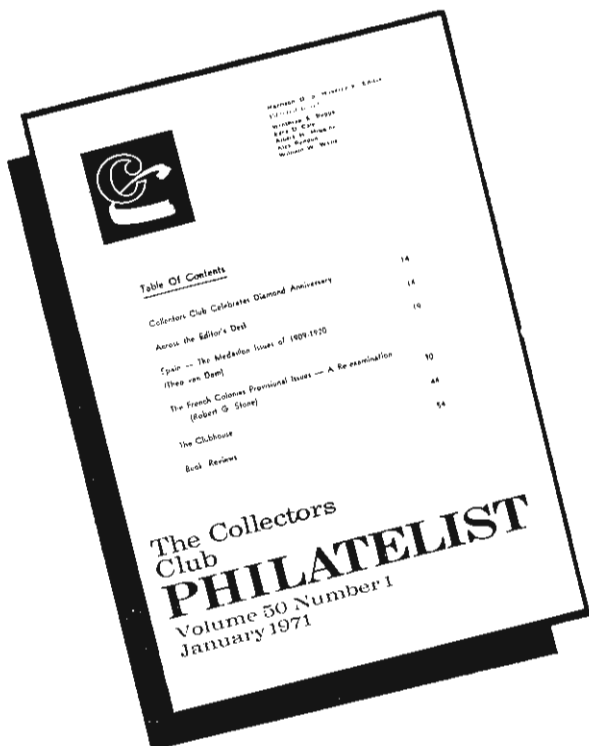 Table Of Contents
Collectors Club Celebrates Diamond Anniversary 14
Across the Editor's Desk
Spain — The Medallion Issues of 1909-1920 19
(Theo van Dam)
The French Colonies Provisional Issues — A Re-examination 30
(Robert G. Stone)
The Clubhouse 44
Book Reviews 54
The Collectors
Club
PHILATELIST
Volume 50 Number 1
January 1971